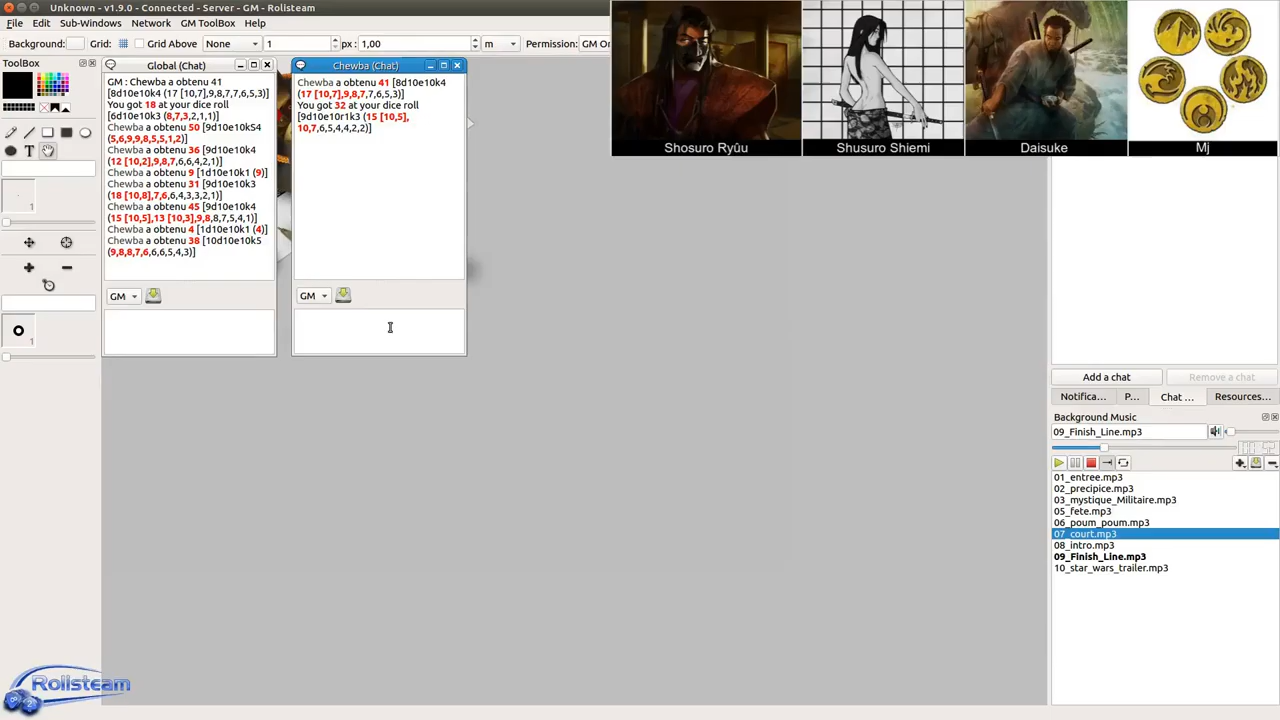 Unknown - v1.9.0 - Connected - Server - GM - Rollisteam
File Edit Sub-Windows Network GM ToolBox Help
Background: Grid: Grid Above None 1 px : 1,00 m Permission: GM On
ToolBox
Global (Chat)
GM : Chewba a obtenu 41
[8d10e10k4 (17 [10,7],9,8,7,7,6,5,3)]
You got 18 at your dice roll
[6d10e10k3 (8,7,3,2,1,1)]
Chewba a obtenu 50 [9d10e10kS4
(5,6,9,9,8,5,5,1,2)]
Chewba a obtenu 36 [9d10e10k4
(12 [10,2],9,8,7,6,6,4,2,1)]
Chewba a obtenu 9 [1d10e10k1 (9)]
Chewba a obtenu 31 [9d10e10k3
(18 [10,8],7,6,6,4,3,3,2,1)]
Chewba a obtenu 45 [9d10e10k4
(15 [10,5],13 [10,3],9,8,8,7,5,4,1)]
Chewba a obtenu 4 [1d10e10k1 (4)]
Chewba a obtenu 38 [10d10e10k5
(9,8,8,7,6,6,6,5,4,3)]
GM
Chewba (Chat)
Chewba a obtenu 41 [8d10e10k4
(17 [10,7],9,8,7,7,6,5,3)]
You got 32 at your dice roll
[9d10e10r1k3 (15 [10,5],
10,7,6,5,4,4,2,2)]
GM
1
1
Shosuro Ryûu
Shusuro Shiemi
Daisuke
Mj
Add a chat
Remove a chat
Notifica... P... Chat ... Resources...
Background Music
09_Finish_Line.mp3
01_entree.mp3
02_precipice.mp3
03_mystique_Militaire.mp3
05_fete.mp3
06_poum_poum.mp3
07_court.mp3
08_intro.mp3
09_Finish_Line.mp3
10_star_wars_trailer.mp3
Rollisteam